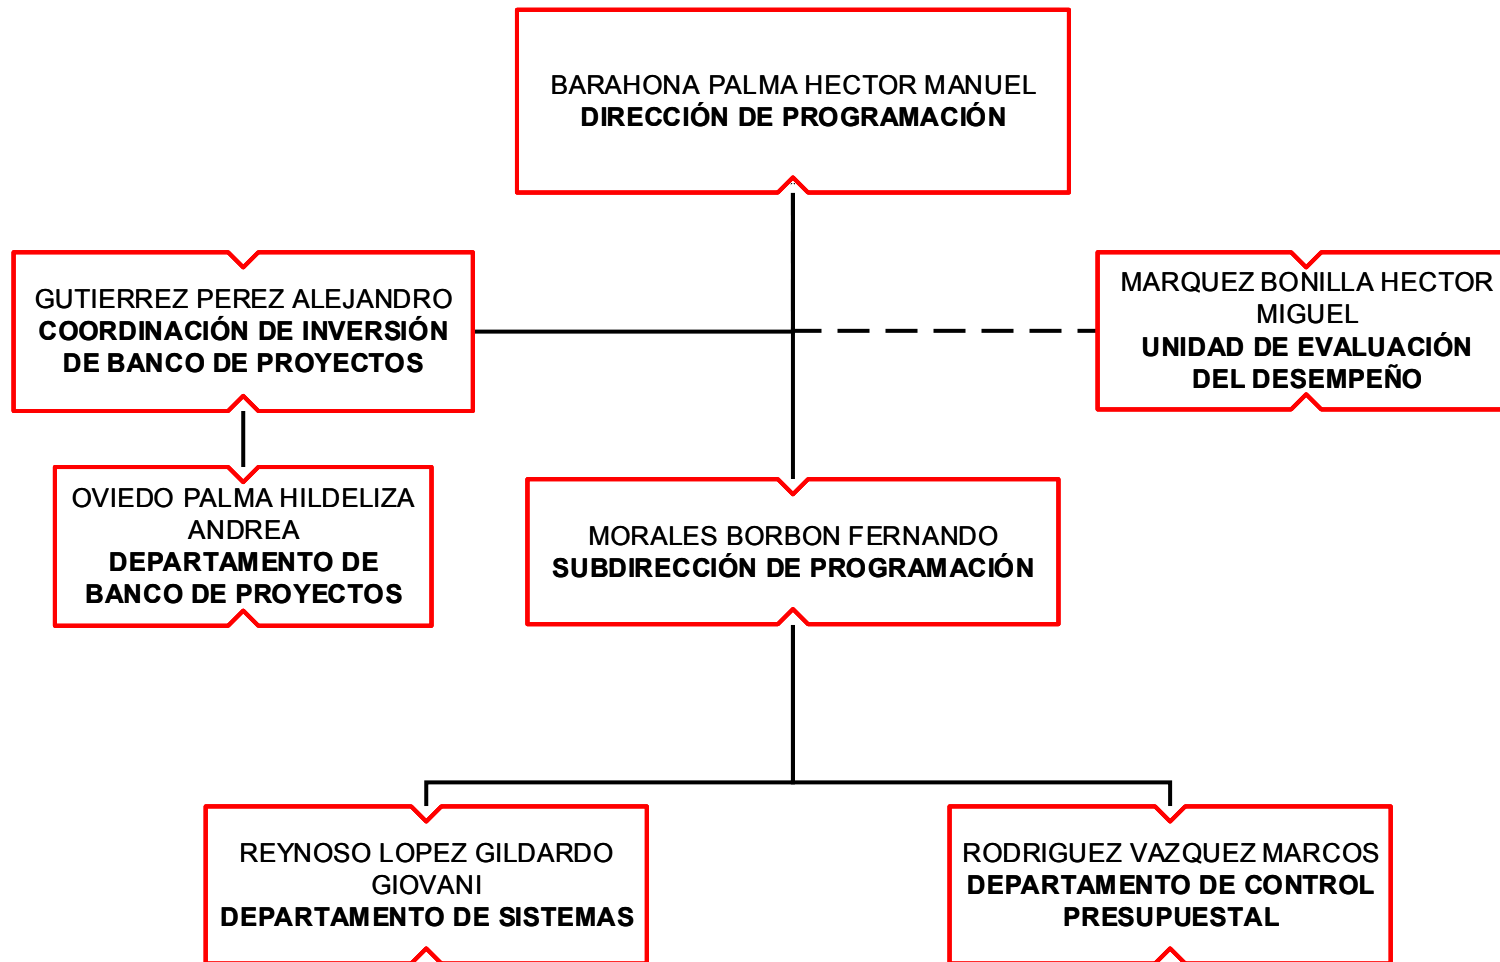 BARAHONA PALMA HECTOR MANUEL
DIRECCIÓN DE PROGRAMACIÓN
GUTIERREZ PEREZ ALEJANDRO
COORDINACIÓN DE INVERSIÓN
DE BANCO DE PROYECTOS
MARQUEZ BONILLA HECTOR
MIGUEL
UNIDAD DE EVALUACIÓN
DEL DESEMPEÑO
OVIEDO PALMA HILDELIZA
ANDREA
DEPARTAMENTO DE
BANCO DE PROYECTOS
MORALES BORBON FERNANDO
SUBDIRECCIÓN DE PROGRAMACIÓN
REYNOSO LOPEZ GILDARDO
GIOVANI
DEPARTAMENTO DE SISTEMAS
RODRIGUEZ VAZQUEZ MARCOS
DEPARTAMENTO DE CONTROL
PRESUPUESTAL